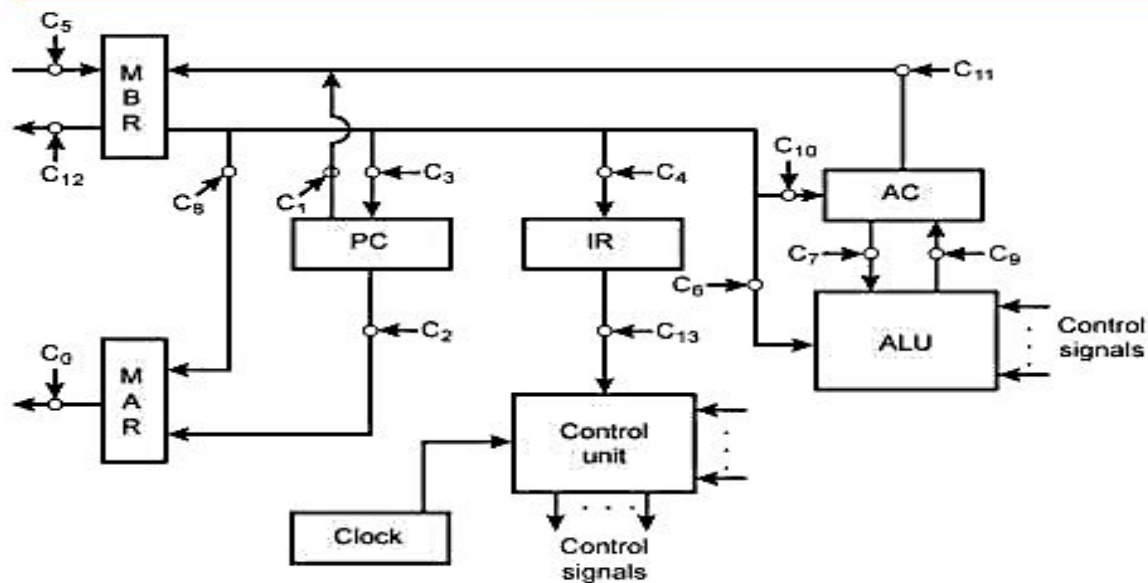 C₅
M
B
R
C₁₁
C₁₂
C₈
C₁
C₃
C₄
C₁₀
AC
PC
IR
C₇
C₉
C₆
C₂
C₁₃
ALU
Control
signals
C₀
M
A
R
Control
unit
Clock
Control
signals